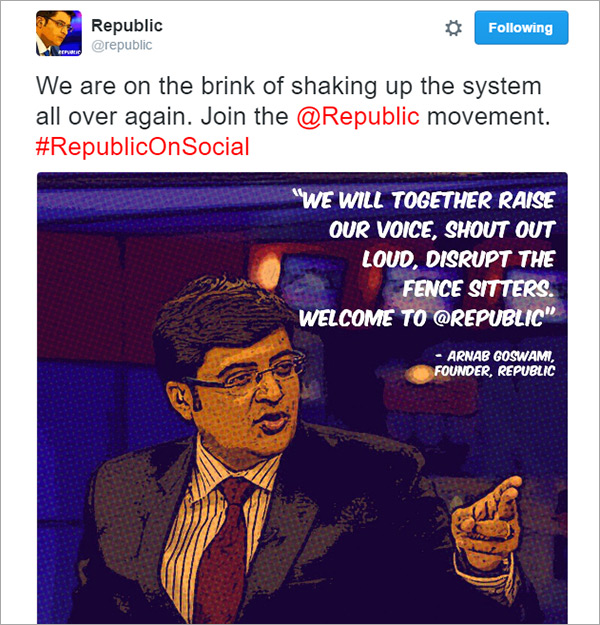 Republic
@republic
Following
We are on the brink of shaking up the system
all over again. Join the @Republic movement.
#RepublicOnSocial
"WE WILL TOGETHER RAISE
OUR VOICE, SHOUT OUT
LOUD, DISRUPT THE
FENCE SITTERS.
WELCOME TO @REPUBLIC"
- ARNAB GOSWAMI,
FOUNDER, REPUBLIC
REPUBLIC